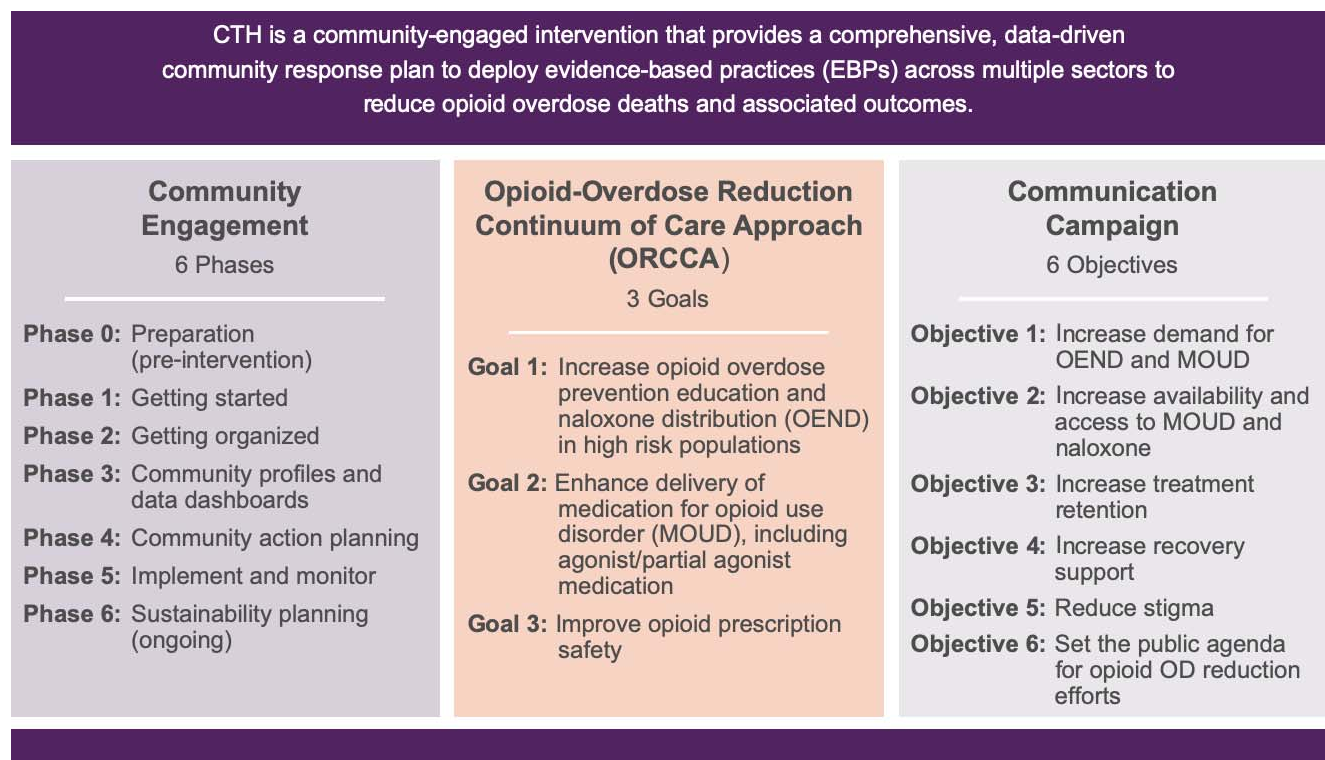 CTH is a community-engaged intervention that provides a comprehensive, data-driven
community response plan to deploy evidence-based practices (EBPs) across multiple sectors to
reduce opioid overdose deaths and associated outcomes.
Community
Engagement
6 Phases
Phase 0: Preparation
(pre-intervention)
Phase 1: Getting started
Phase 2: Getting organized
Phase 3: Community profiles and
data dashboards
Phase 4: Community action planning
Phase 5: Implement and monitor
Phase 6: Sustainability planning
(ongoing)
Opioid-Overdose Reduction
Continuum of Care Approach
(ORCCA)
3 Goals
Goal 1: Increase opioid overdose
prevention education and
naloxone distribution (OEND)
in high risk populations
Goal 2: Enhance delivery of
medication for opioid use
disorder (MOUD), including
agonist/partial agonist
medication
Goal 3: Improve opioid prescription
safety
Communication
Campaign
6 Objectives
Objective 1: Increase demand for
OEND and MOUD
Objective 2: Increase availability and
access to MOUD and
naloxone
Objective 3: Increase treatment
retention
Objective 4: Increase recovery
support
Objective 5: Reduce stigma
Objective 6: Set the public agenda
for opioid OD reduction
efforts